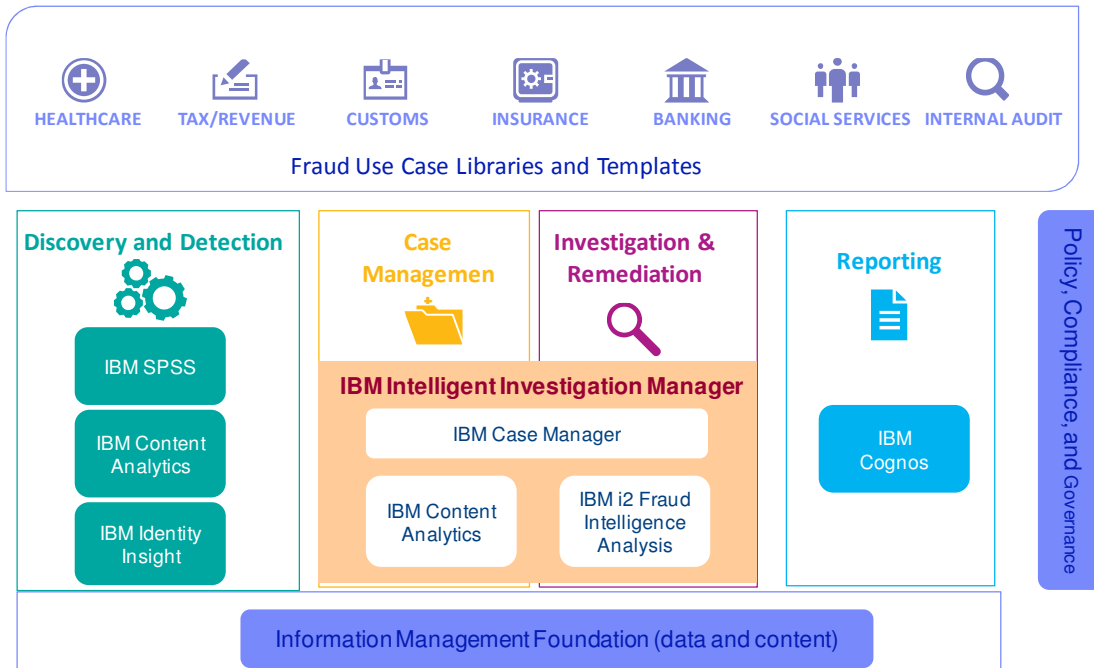 HEALTHCARE
TAX/REVENUE
CUSTOMS
INSURANCE
BANKING
SOCIAL SERVICES
INTERNAL AUDIT
Fraud Use Case Libraries and Templates
Discovery and Detection
IBM SPSS
IBM Content
Analytics
IBM Identity
Insight
Case
Managemen
Investigation &
Remediation
IBM Intelligent Investigation Manager
IBM Case Manager
IBM Content
Analytics
IBM i2 Fraud
Intelligence
Analysis
Reporting
IBM
Cognos
Policy, Compliance, and Governance
Information Management Foundation (data and content)